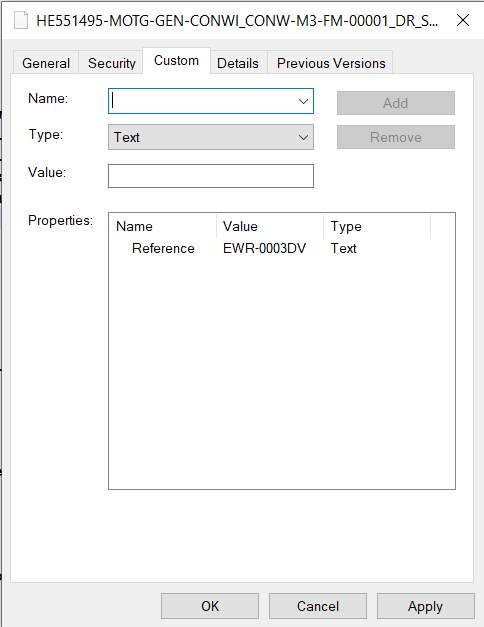 HE551495-MOTG-GEN-CONWI_CONW-M3-FM-00001_DR_S...
General Security Custom Details Previous Versions
Name: Add
Type: Text Remove
Value:
Properties: Name Value Type
Reference EWR-0003DV Text
OK Cancel Apply